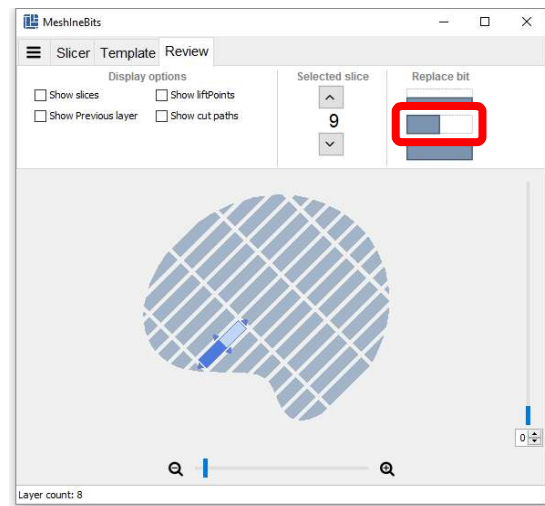 MeshIneBits
Slicer Template Review
Display options
Selected slice
Replace bit
Show slices
Show liftPoints
Show Previous layer
Show cut paths
9
0
Layer count: 8